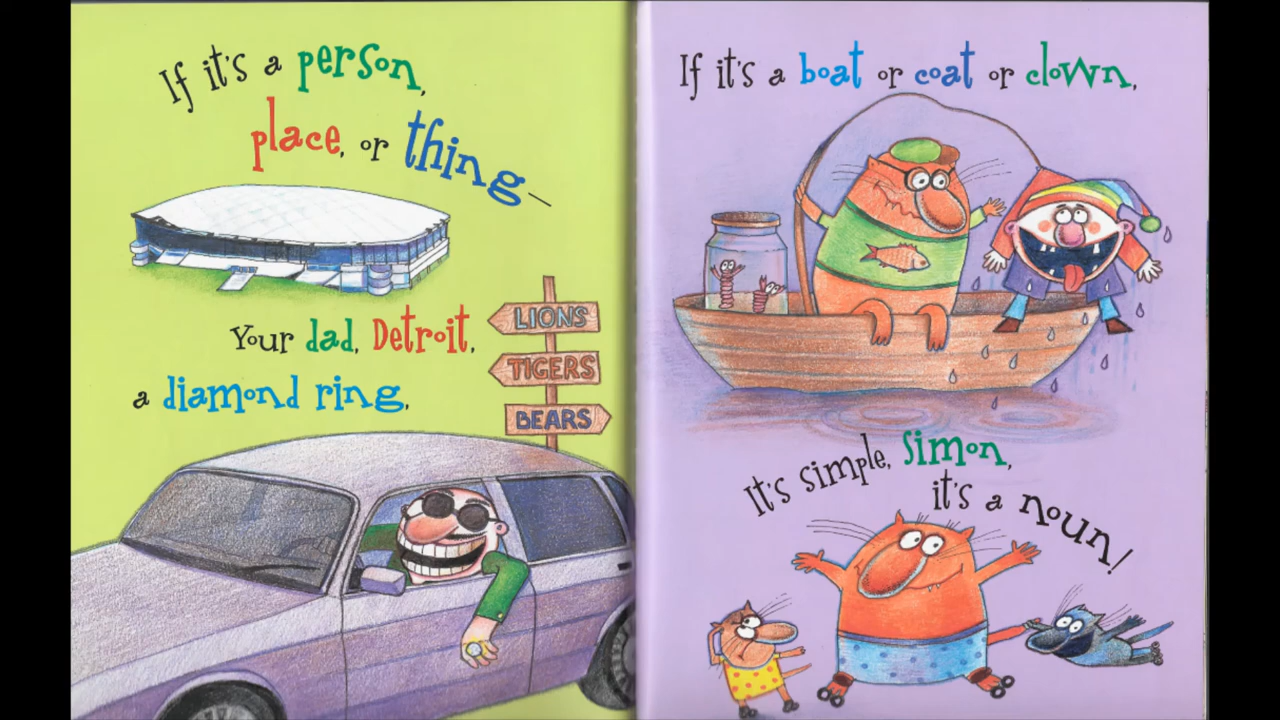 If it's a person,
place, or thing—
Your dad, Detroit,
a diamond ring,
LIONS
TIGERS
BEARS
If it's a boat or coat or clown,
It's simple, Simon,
it's a noun!